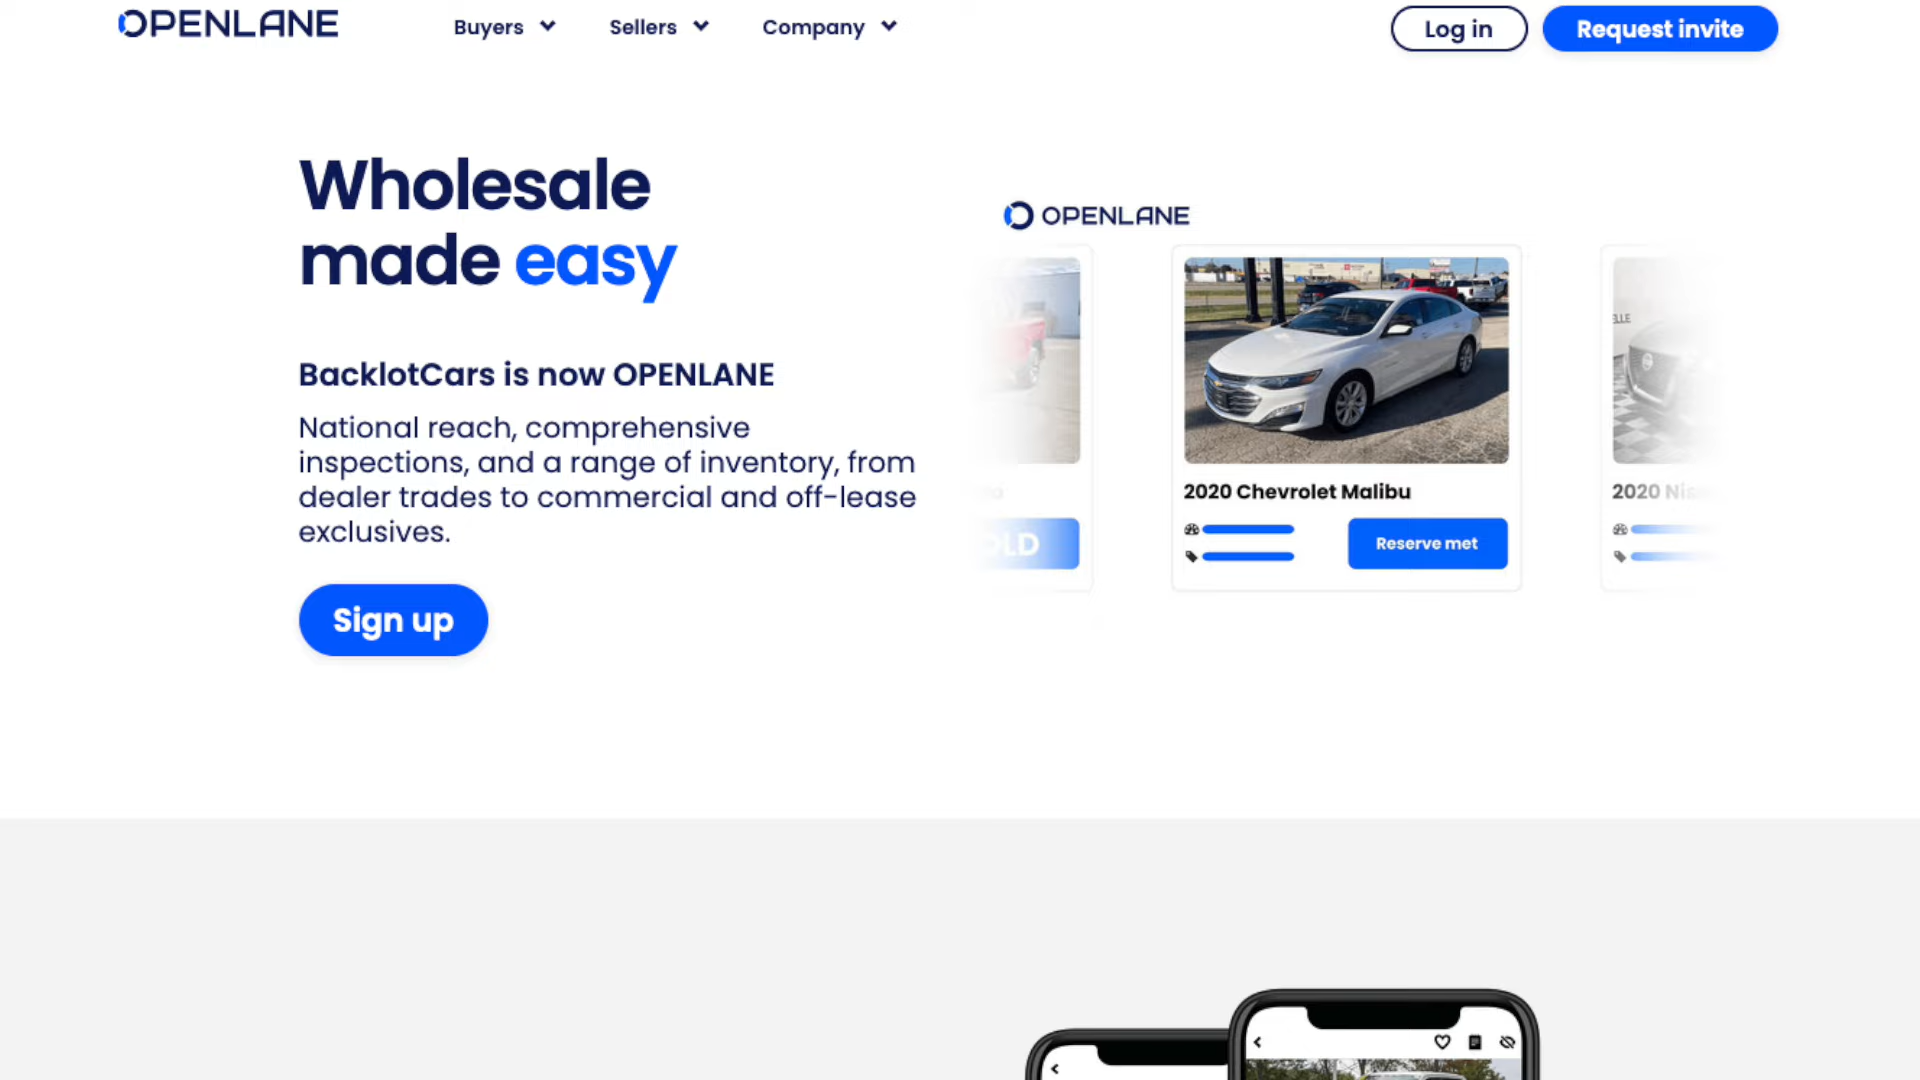 OPENLANE
Buyers
Sellers
Company
Log in
Request invite
Wholesale
made easy
BacklotCars is now OPENLANE
National reach, comprehensive
inspections, and a range of inventory, from
dealer trades to commercial and off-lease
exclusives.
Sign up
OPENLANE
2020 Chevrolet Malibu
Reserve met
2020